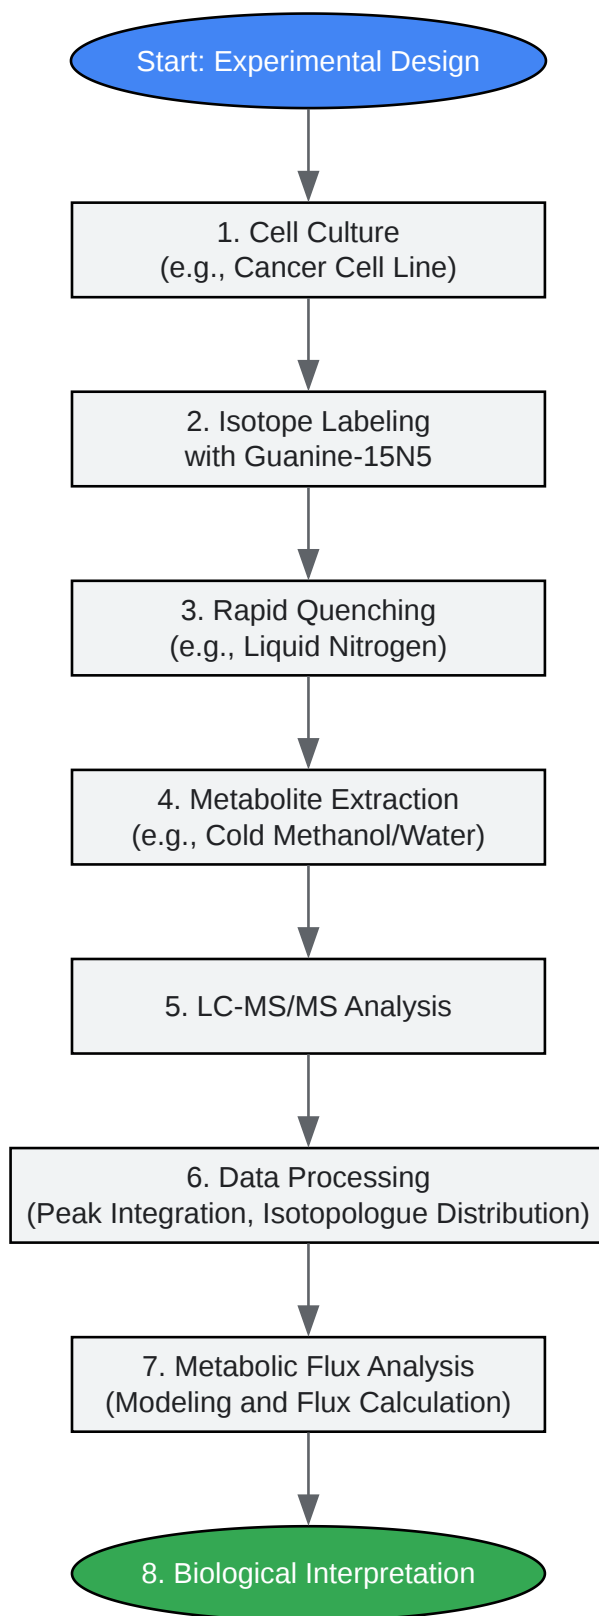 Start: Experimental Design
1. Cell Culture
(e.g., Cancer Cell Line)
2. Isotope Labeling
with Guanine-15N5
3. Rapid Quenching
(e.g., Liquid Nitrogen)
4. Metabolite Extraction
(e.g., Cold Methanol/Water)
5. LC-MS/MS Analysis
6. Data Processing
(Peak Integration, Isotopologue Distribution)
7. Metabolic Flux Analysis
(Modeling and Flux Calculation)
8. Biological Interpretation